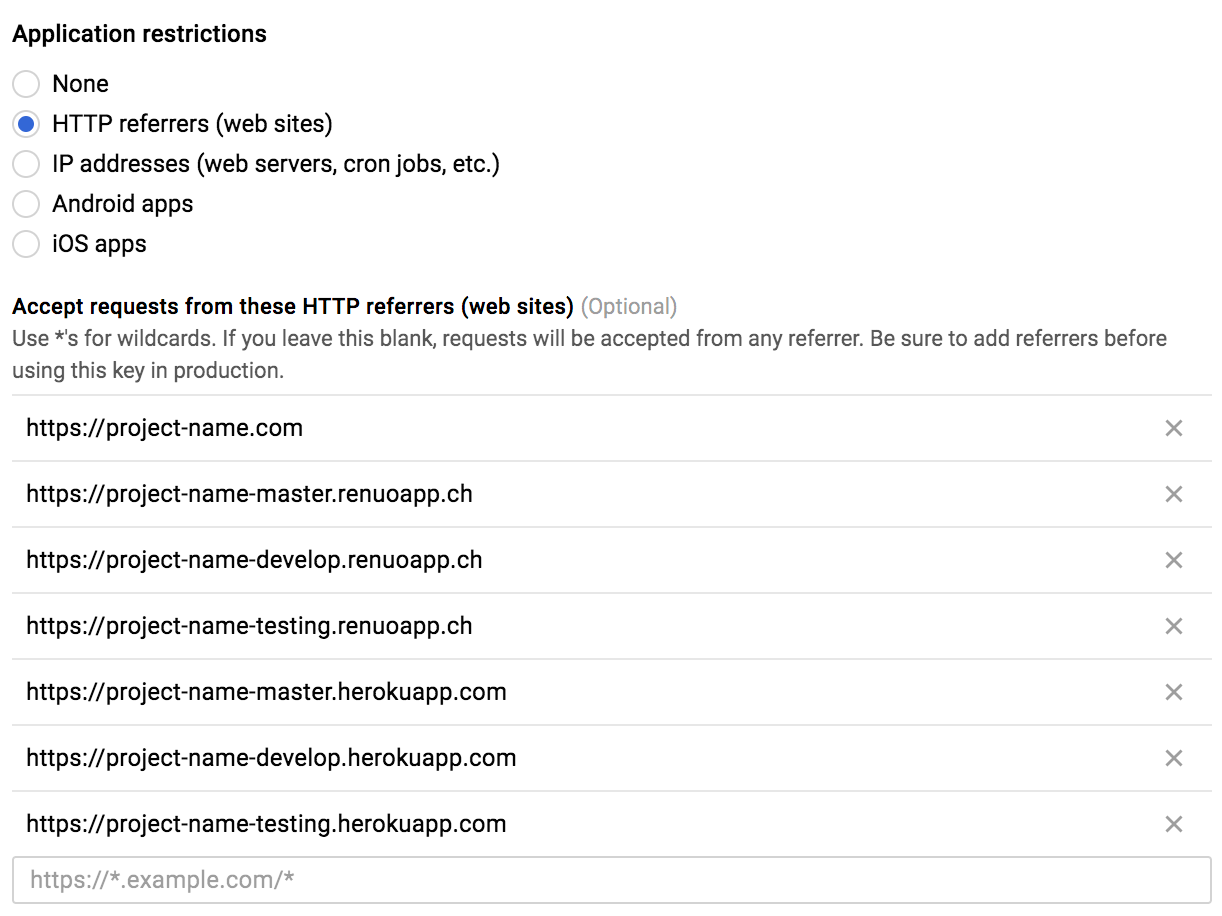 Application restrictions
None
HTTP referrers (web sites)
IP addresses (web servers, cron jobs, etc.)
Android apps
iOS apps
Accept requests from these HTTP referrers (web sites) (Optional)
Use *'s for wildcards. If you leave this blank, requests will be accepted from any referrer. Be sure to add referrers before
using this key in production.
https://project-name.com
https://project-name-master.renuoapp.ch
https://project-name-develop.renuoapp.ch
https://project-name-testing.renuoapp.ch
https://project-name-master.herokuapp.com
https://project-name-develop.herokuapp.com
https://project-name-testing.herokuapp.com
https://*.example.com/*